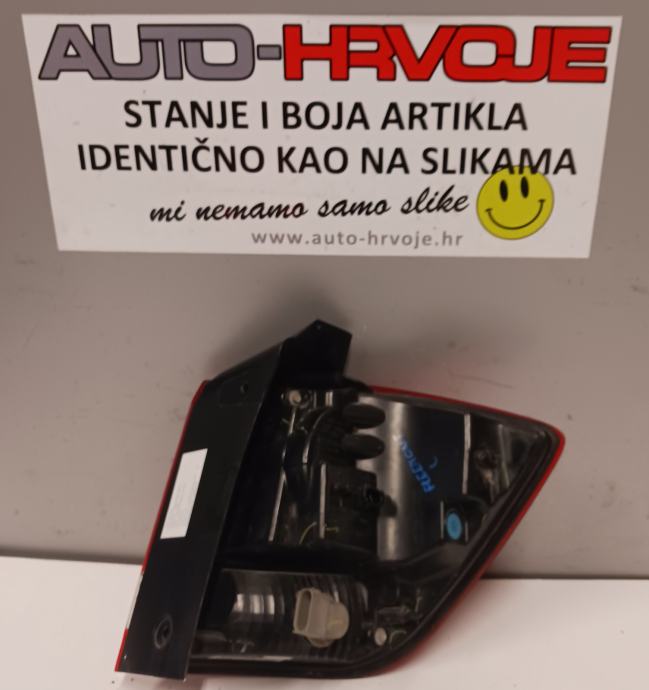 AUTO-HRVOJE
STANJE I BOJA ARTIKLA
IDENTIČNO KAO NA SLIKAMA
mi nemamo samo slike
www.auto-hrvoje.hr